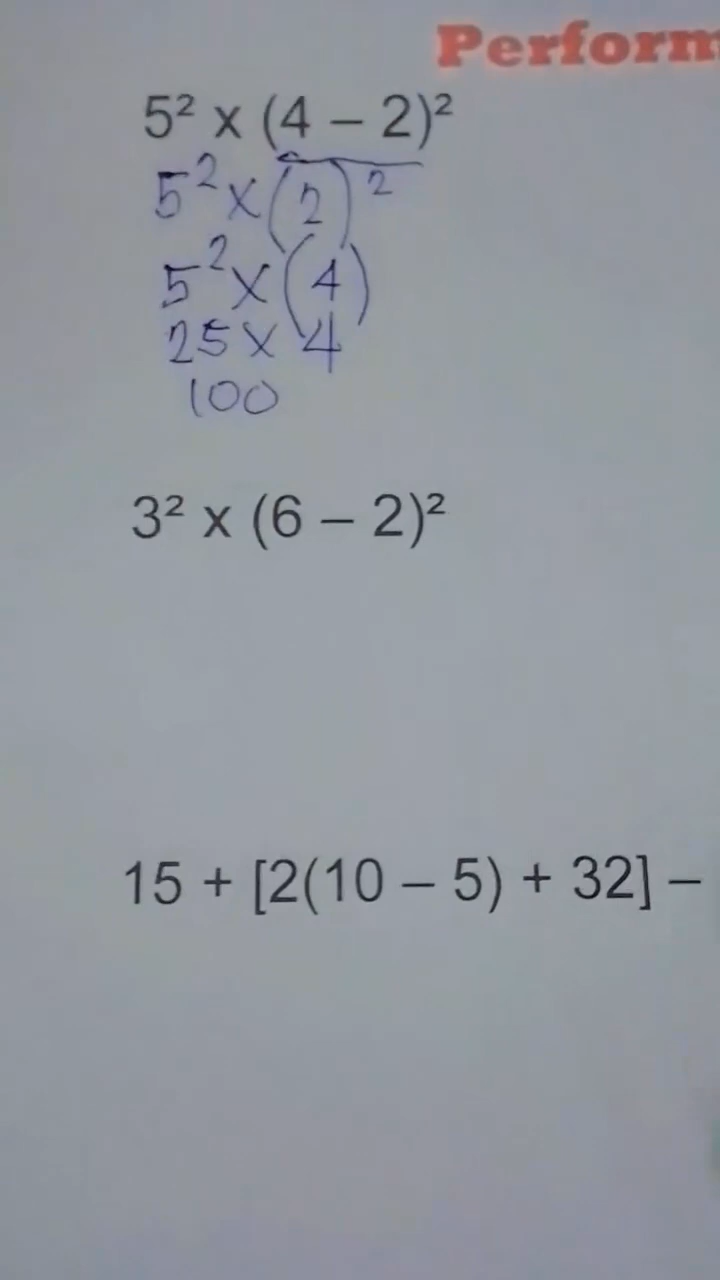 Perform
5² x (4 – 2)²
5² x (2)²
5² x (4)
25 x 4
100
3² x (6 – 2)²
15 + [2(10 – 5) + 32] –